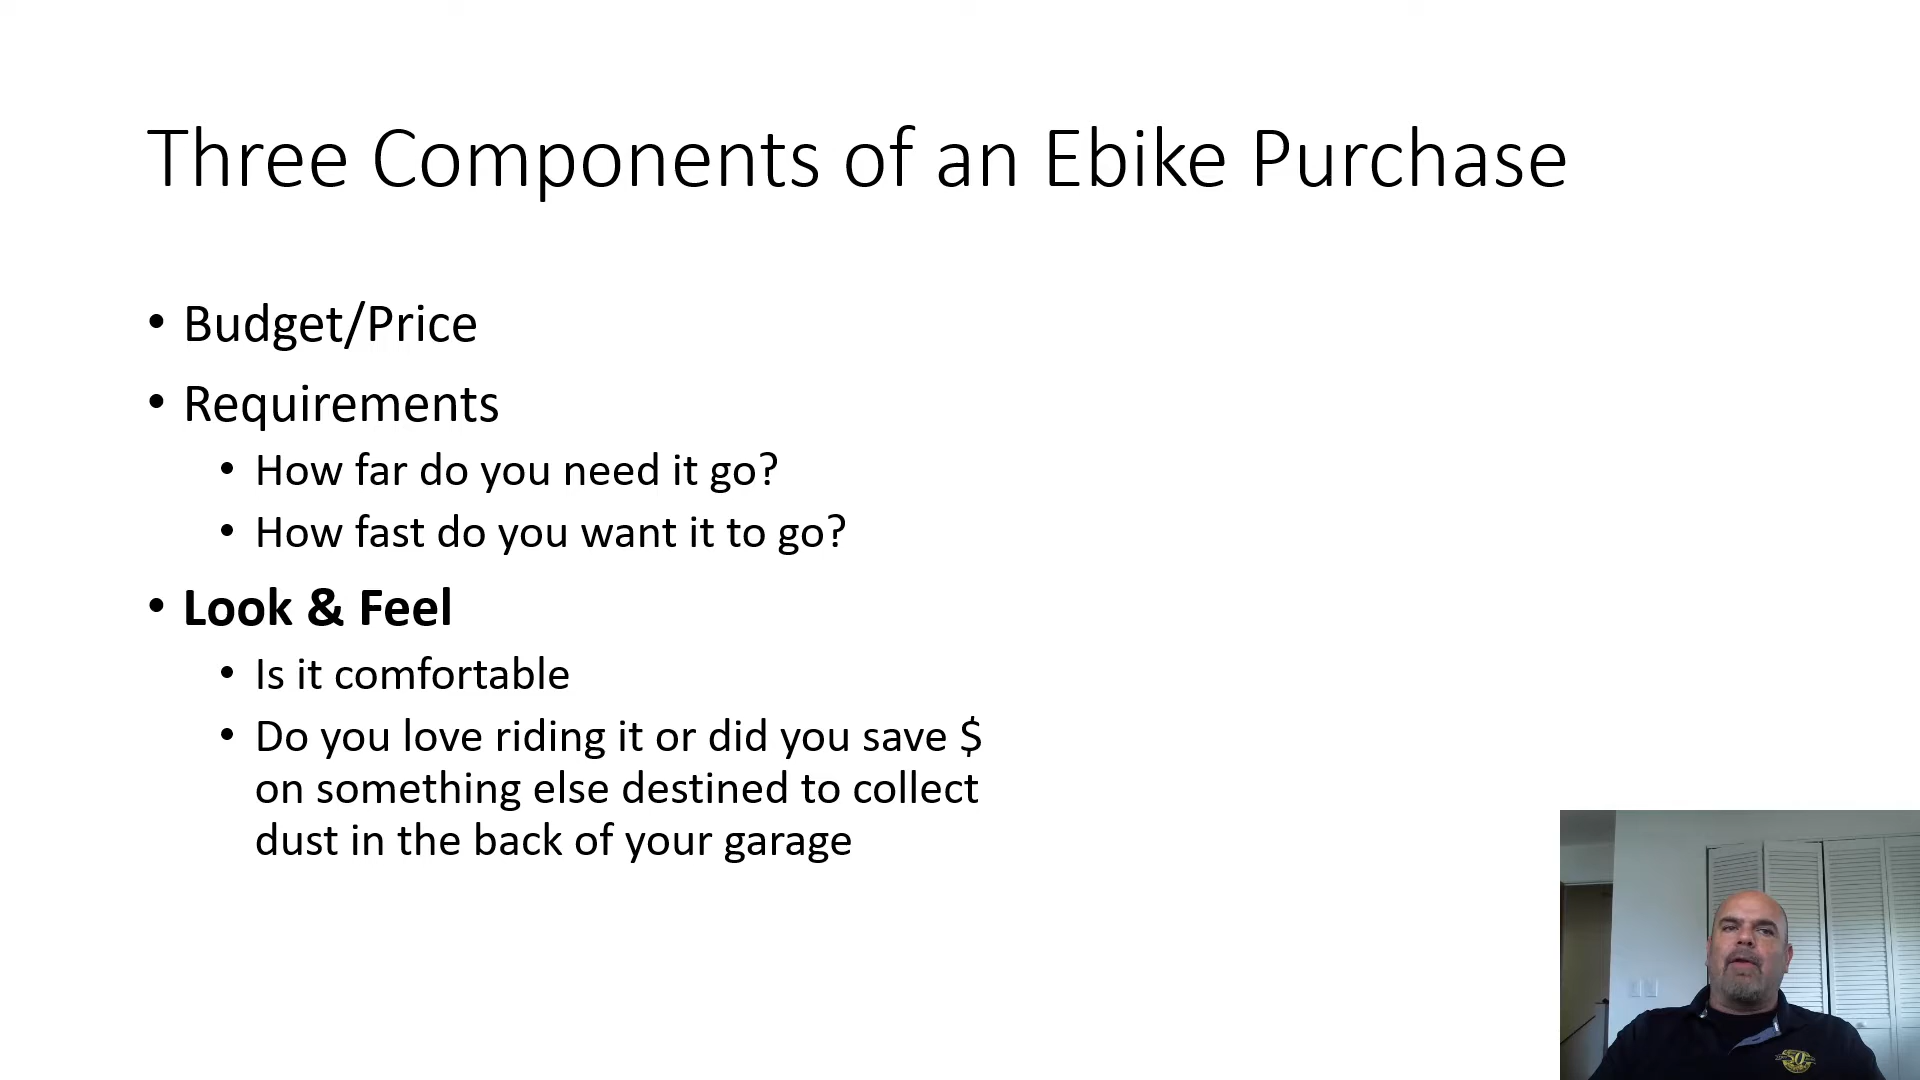 Three Components of an Ebike Purchase
• Budget/Price
• Requirements
• How far do you need it go?
• How fast do you want it to go?
• Look & Feel
• Is it comfortable
• Do you love riding it or did you save $
on something else destined to collect
dust in the back of your garage
50